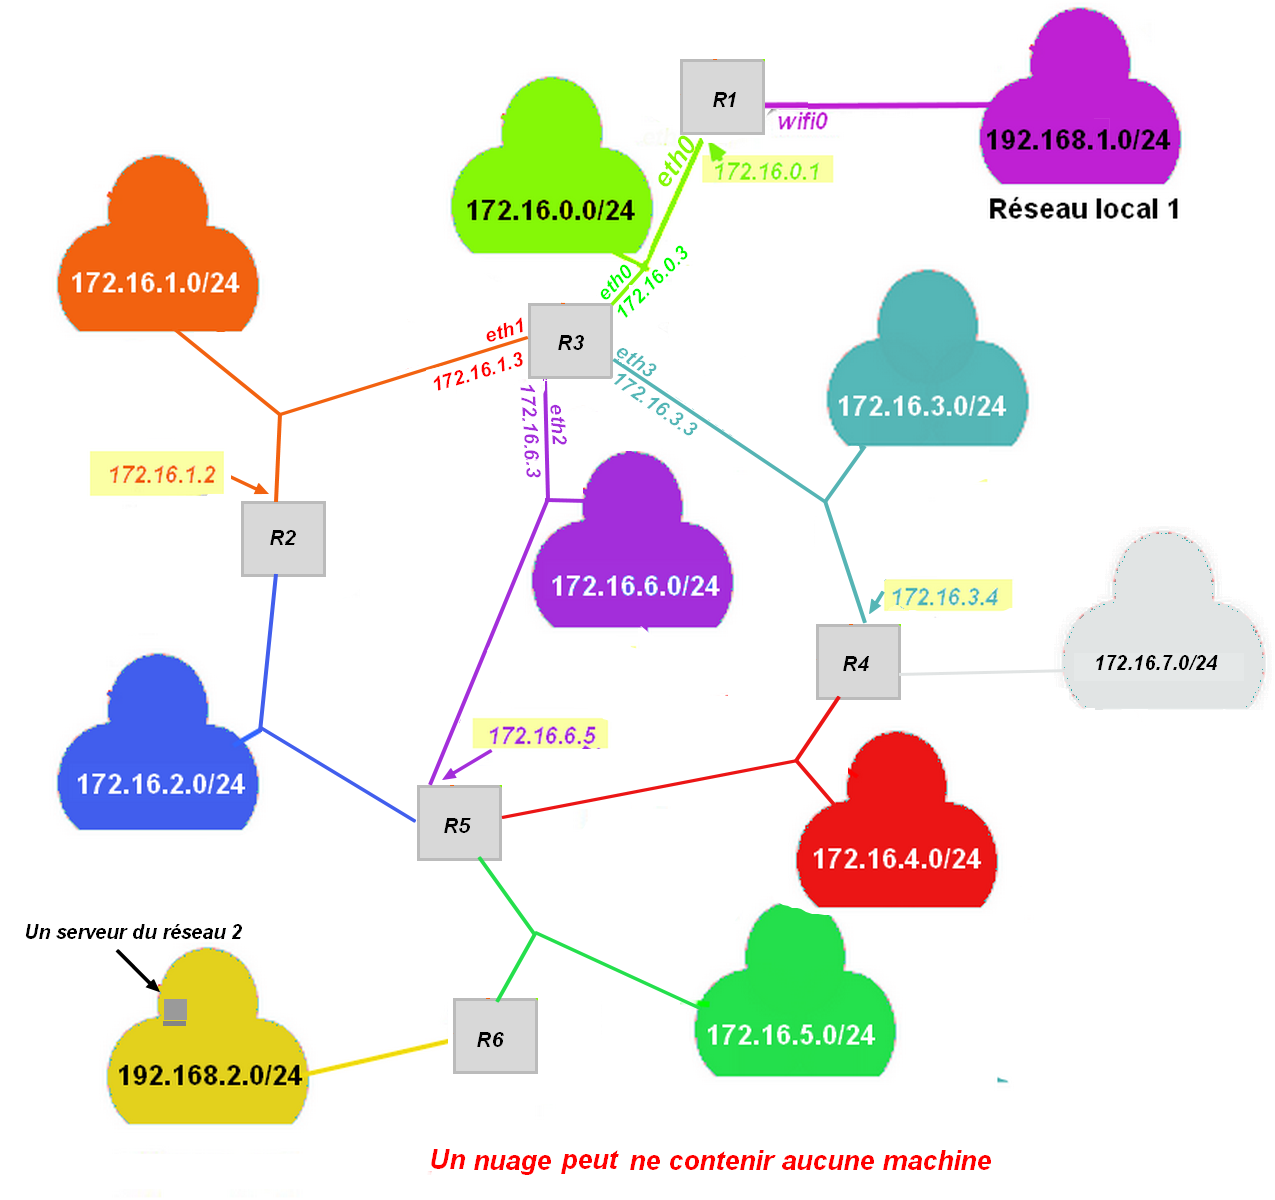 R1
wifi0
192.168.1.0/24
Réseau local 1
eth0
172.16.0.1
172.16.0.0/24
172.16.1.0/24
eth0
172.16.0.3
R3
eth1
172.16.1.3
eth2
172.16.6.3
eth3
172.16.3.3
172.16.3.0/24
172.16.1.2
R2
172.16.6.0/24
172.16.3.4
R4
172.16.7.0/24
172.16.2.0/24
172.16.6.5
R5
172.16.4.0/24
Un serveur du réseau 2
192.168.2.0/24
R6
172.16.5.0/24
Un nuage peut ne contenir aucune machine